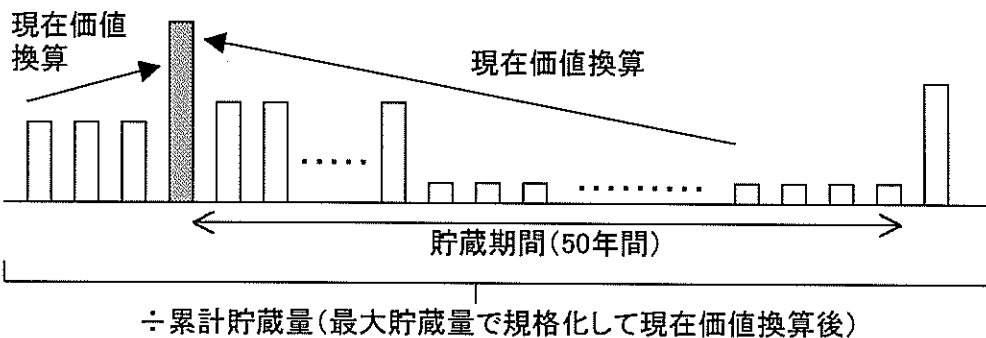 現在価値
換算
現在価値換算
貯蔵期間(50年間)
÷累計貯蔵量(最大貯蔵量で規格化して現在価値換算後)